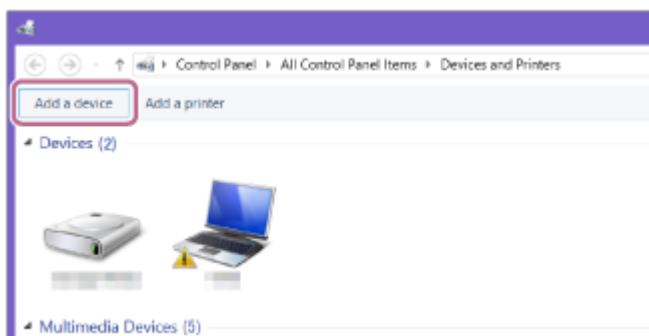 Control Panel ▸ All Control Panel Items ▸ Devices and Printers
Add a device Add a printer
Devices (2)
Multimedia Devices (5)